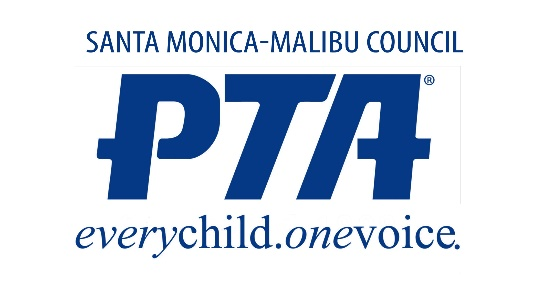 SANTA MONICA-MALIBU COUNCIL
PTA®
everychild.onevoice.